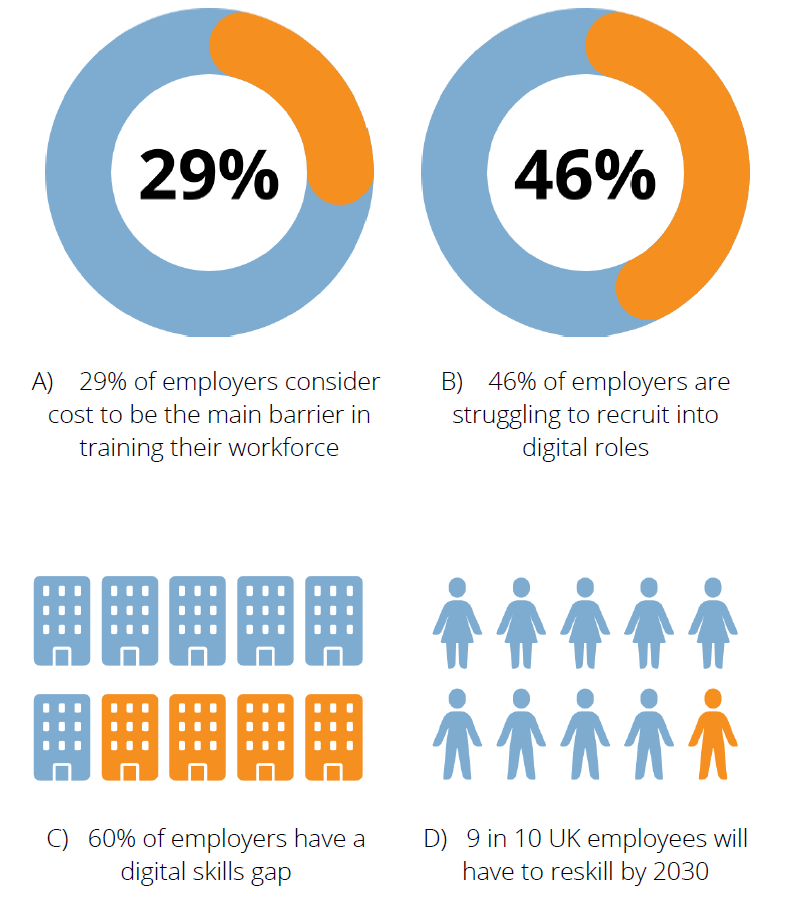 29%
46%
A) 29% of employers consider
cost to be the main barrier in
training their workforce
B) 46% of employers are
struggling to recruit into
digital roles
C) 60% of employers have a
digital skills gap
D) 9 in 10 UK employees will
have to reskill by 2030